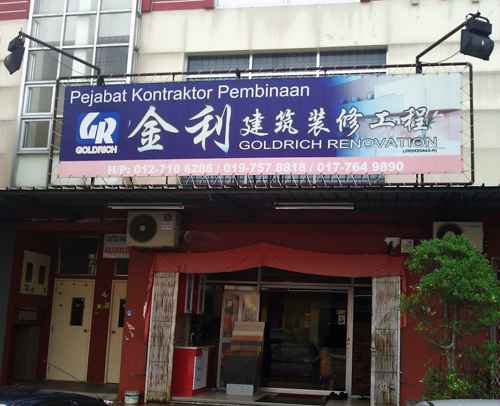 Pejabat Kontraktor Pembinaan
GR
GOLDRICH
金利 建筑装修工程
GOLDRICH RENOVATION
H/P: 012-710 6286 / 019-757 8818 / 017-764 9890